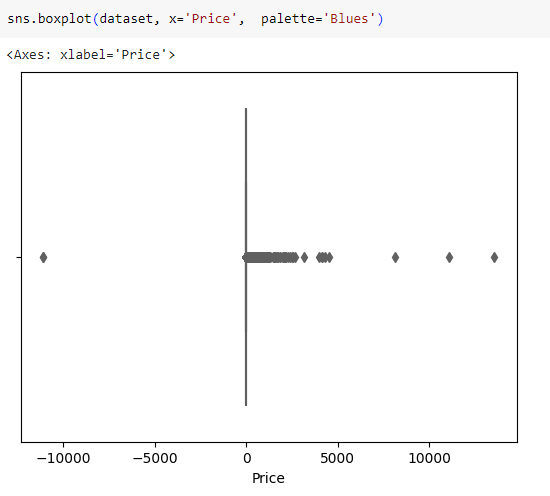 sns.boxplot(dataset, x='Price',  palette='Blues')
<Axes: xlabel='Price'>
−10000 −5000 0 5000 10000
Price